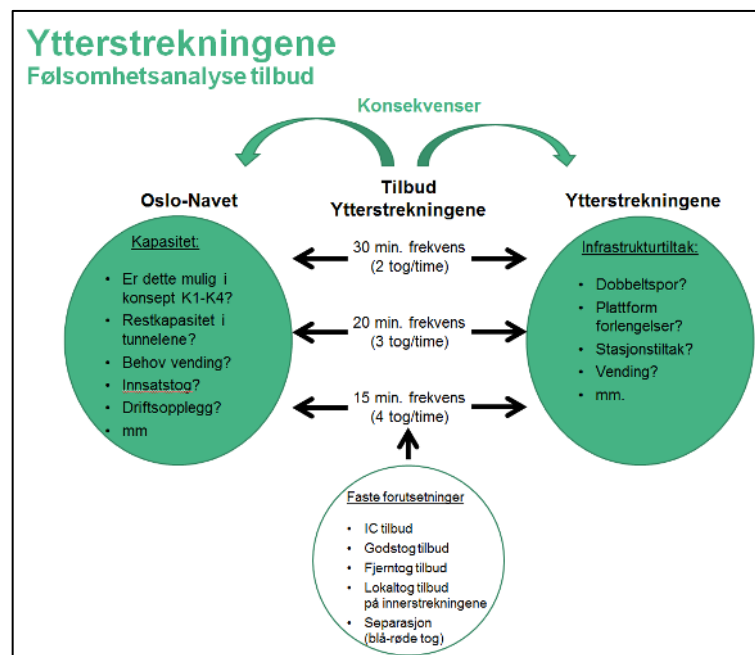 Ytterstrekningene
Følsomhetsanalyse tilbud
Konsekvenser
Oslo-Navet
Kapasitet:
• Er dette mulig i
konsept K1-K4?
• Restkapasitet i
tunnelene?
• Behov vending?
• Innsatstog?
• Driftsopplegg?
• mm
Tilbud
Ytterstrekningene
30 min. frekvens
(2 tog/time)
20 min. frekvens
(3 tog/time)
15 min. frekvens
(4 tog/time)
Ytterstrekningene
Infrastrukturtiltak:
• Dobbeltspor?
• Plattform
forlengelser?
• Stasjonstiltak?
• Vending?
• mm.
Faste forutsetninger
• IC tilbud
• Godstog tilbud
• Fjerntog tilbud
• Lokaltog tilbud
på innerstrekningene
• Separasjon
(blå-røde tog)